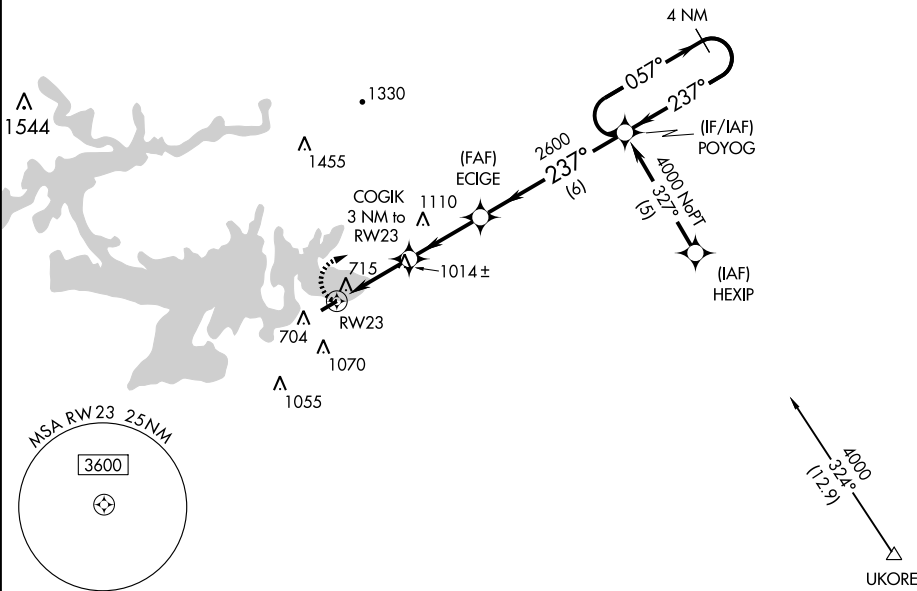 4 NM
057°
237°
1330
1544
(IF/IAF)
POYOG
1455
2600
237°
(6)
(FAF)
ECIGE
4000 NoPT
327°
(5)
COGIK
3 NM to
RW23
1110
715
1014±
(IAF)
HEXIP
RW23
704
1070
1055
MSA RW23 25NM
3600
4000
324°
(12.9)
UKORE